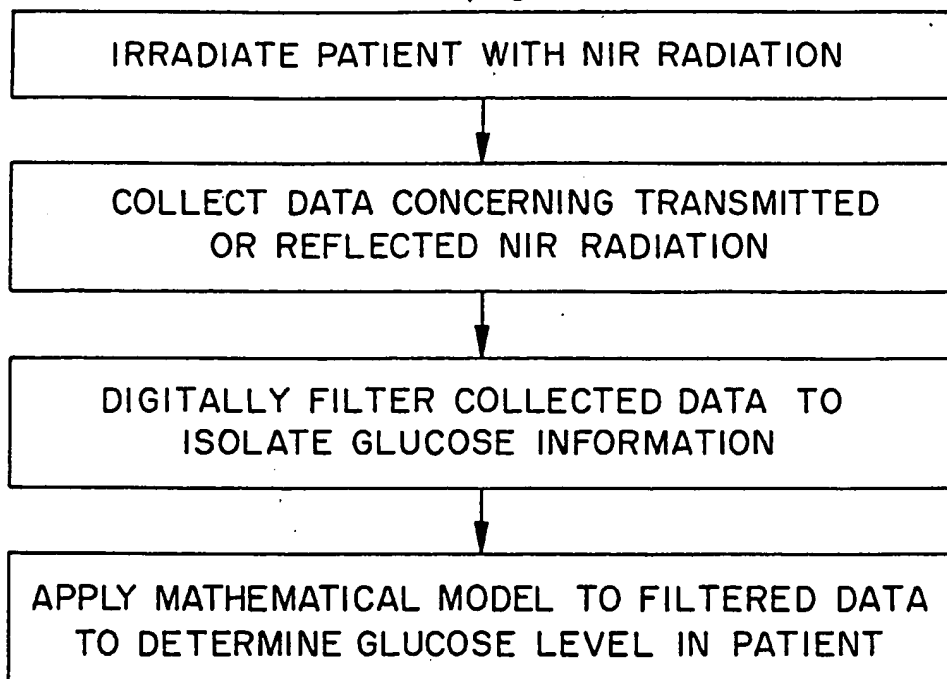 IRRADIATE PATIENT WITH NIR RADIATION
COLLECT DATA CONCERNING TRANSMITTED
OR REFLECTED NIR RADIATION
DIGITALLY FILTER COLLECTED DATA TO
ISOLATE GLUCOSE INFORMATION
APPLY MATHEMATICAL MODEL TO FILTERED DATA
TO DETERMINE GLUCOSE LEVEL IN PATIENT